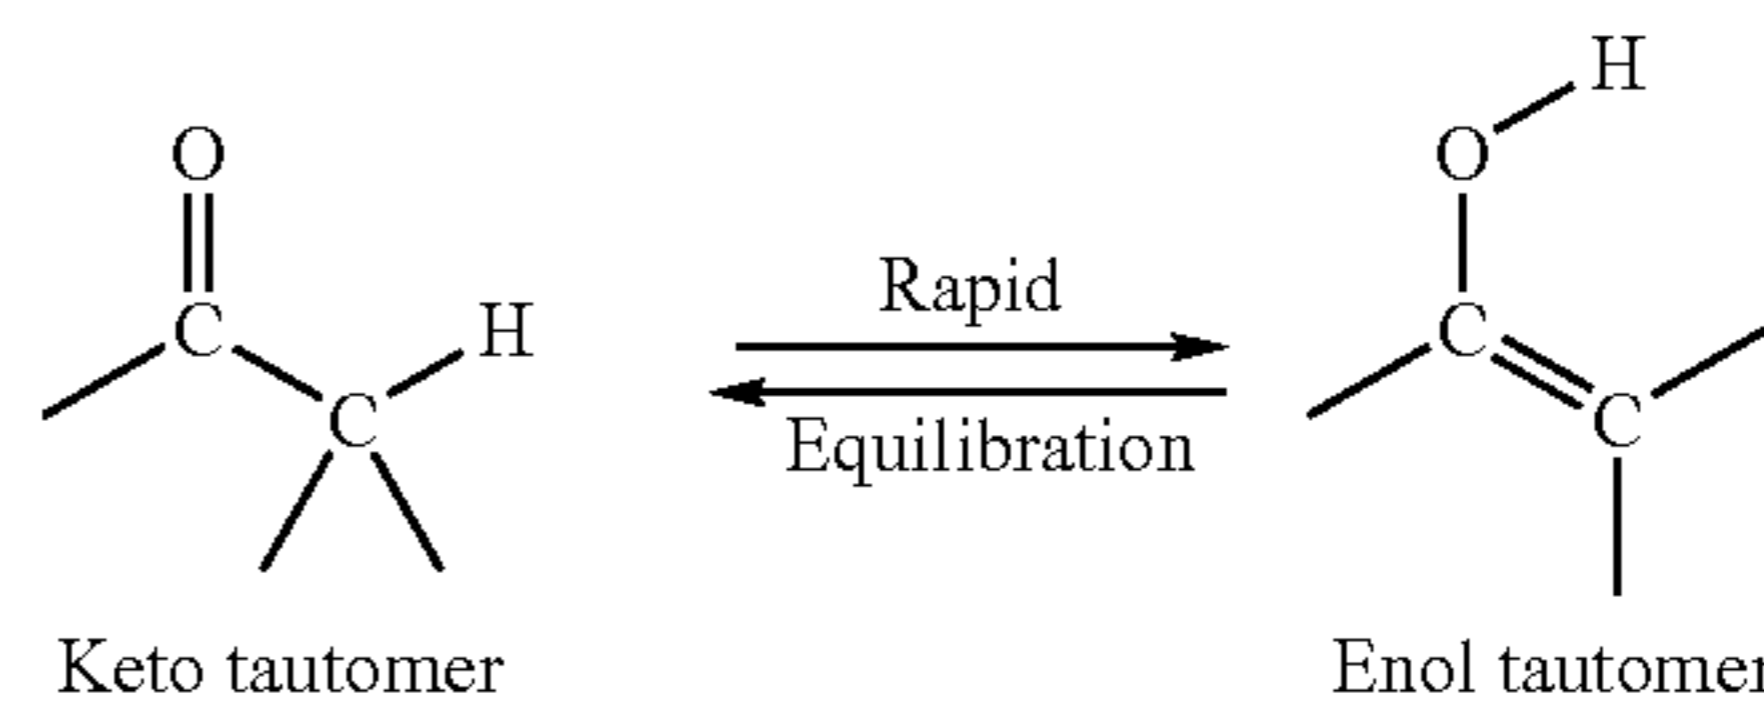 H
O
O
C
H
C
Rapid
Equilibration
C
C
Keto tautomer
Enol tautomer